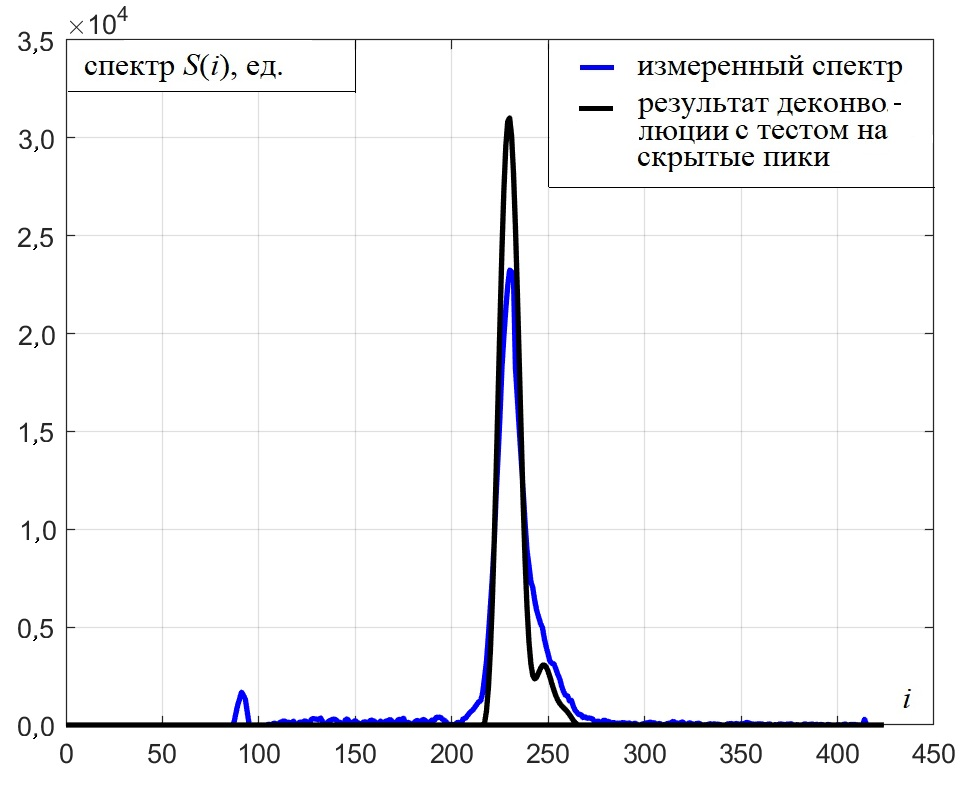 ×10⁴
3,5
спектр S(i), ед.
измеренный спектр
результат деконво -
люции с тестом на
скрытые пики
3,0
2,5
2,0
1,5
1,0
0,5
0,0
i
0 50 100 150 200 250 300 350 400 450